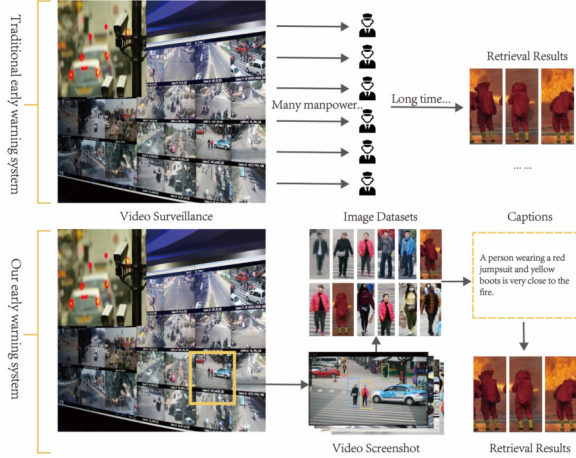 Traditional early warning system
Many manpower..
Long time...
Retrieval Results
... ...
Video Surveillance
Image Datasets
Captions
Our early warning system
A person wearing a red
jumpsuit and yellow
boots is very close to the
fire.
Video Screenshot
Retrieval Results